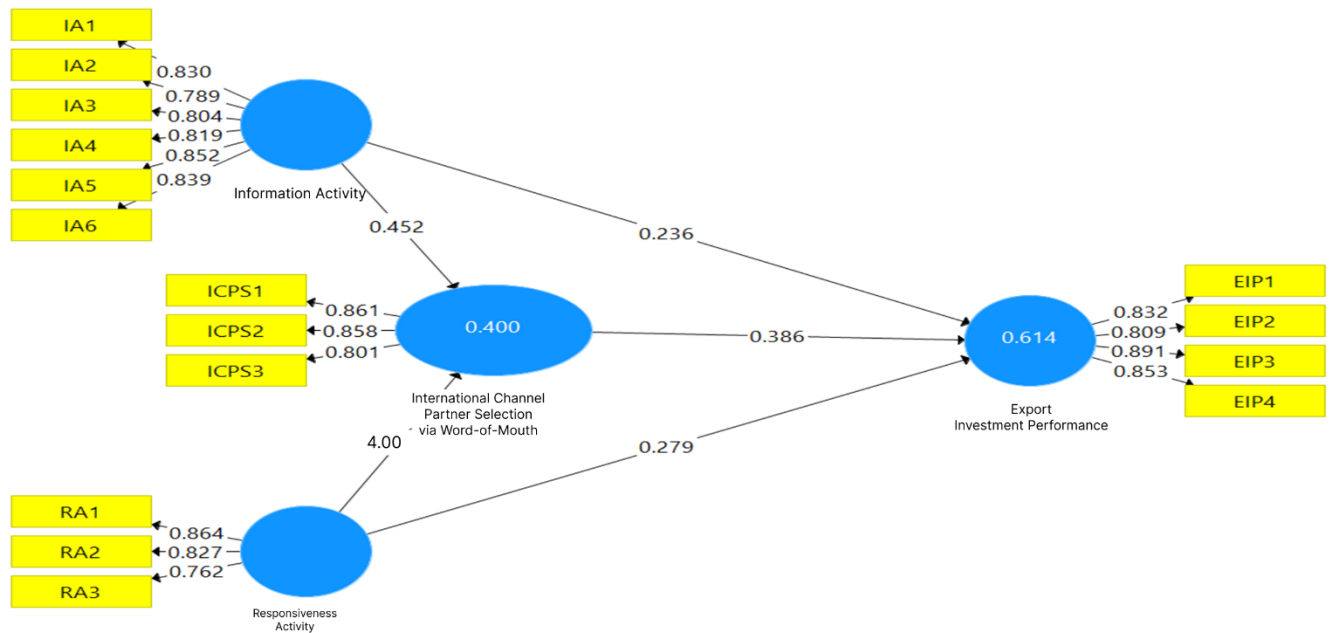 IA1
IA2
IA3
IA4
IA5
IA6
0.830
0.789
0.804
0.819
0.852
0.839
Information Activity
0.452
0.236
ICPS1
ICPS2
ICPS3
0.861
0.858
0.801
0.400
International Channel
Partner Selection
via Word-of-Mouth
0.386
4.00
0.279
RA1
RA2
RA3
0.864
0.827
0.762
Responsiveness
Activity
0.614
Export
Investment Performance
0.832
0.809
0.891
0.853
EIP1
EIP2
EIP3
EIP4